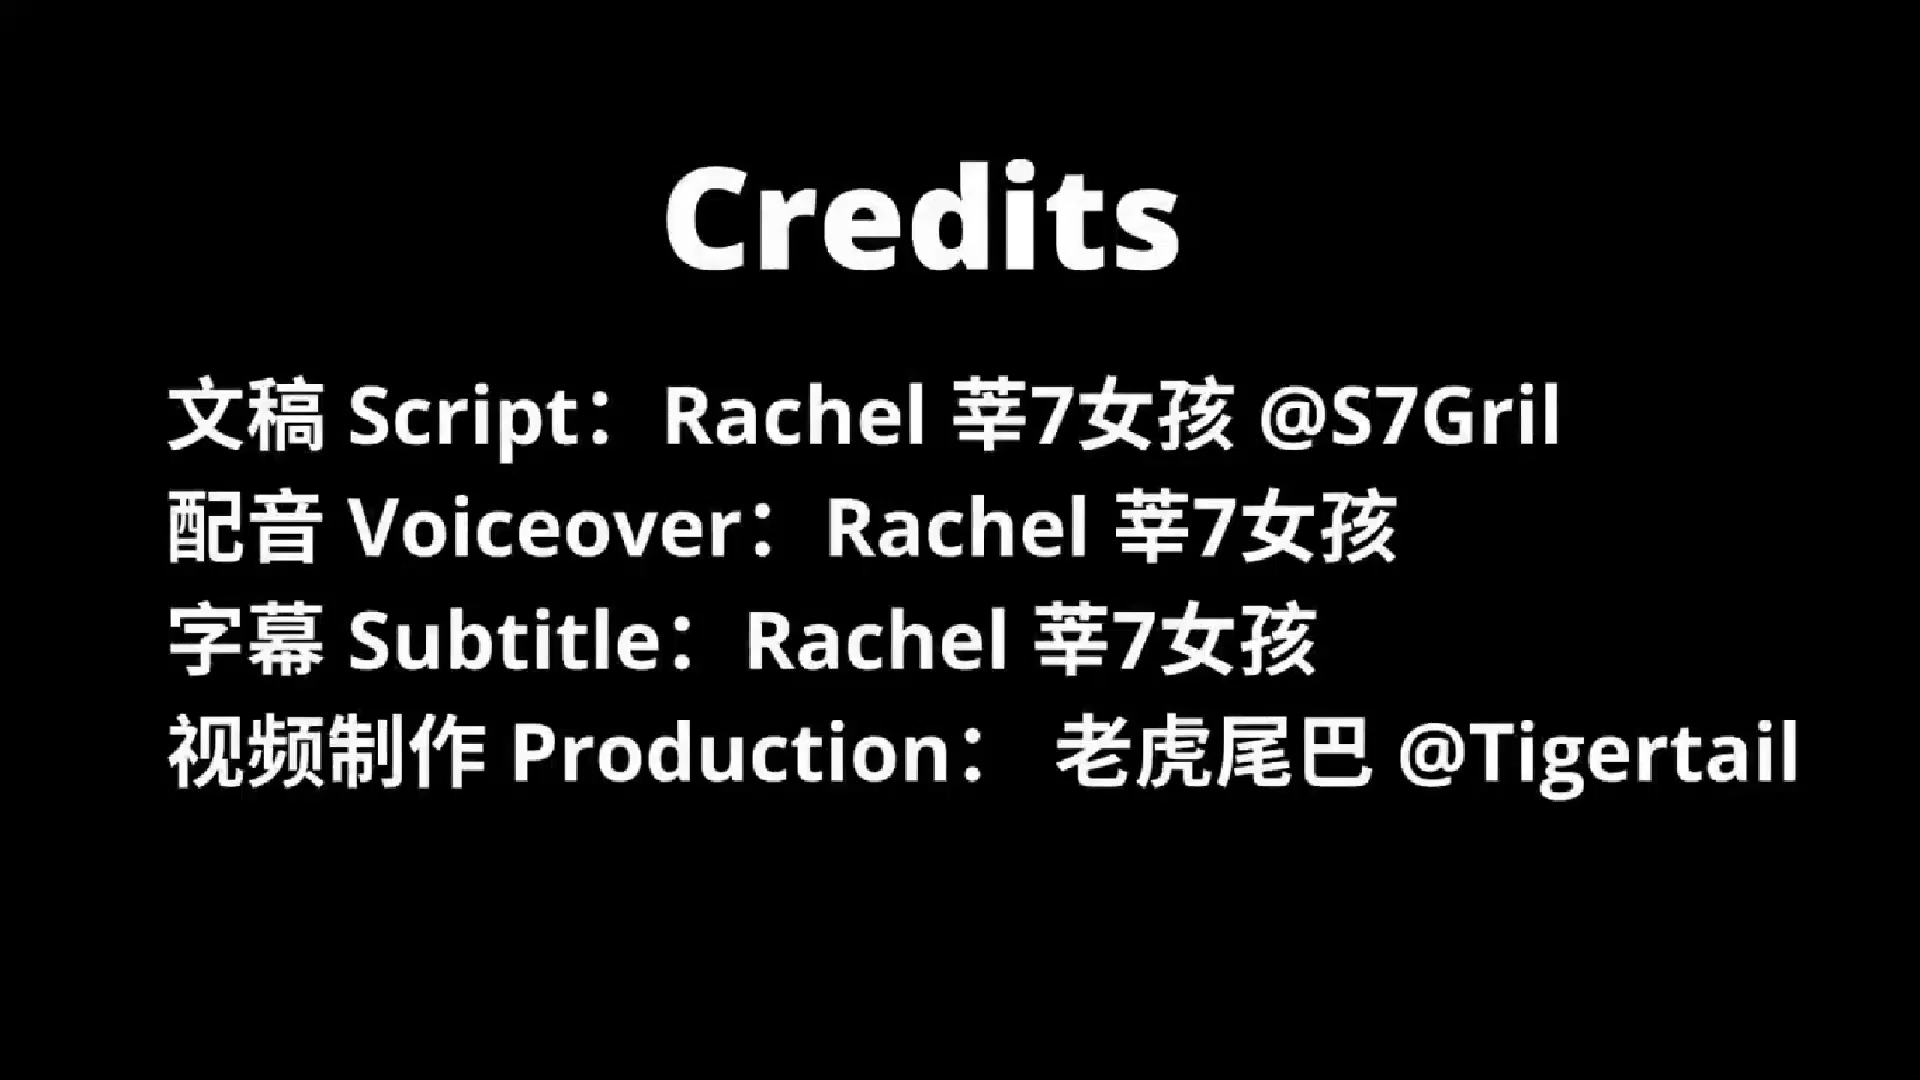 Credits
文稿 Script：Rachel 莘7女孩 @S7Gril
配音 Voiceover：Rachel 莘7女孩
字幕 Subtitle：Rachel 莘7女孩
视频制作 Production： 老虎尾巴 @Tigertail